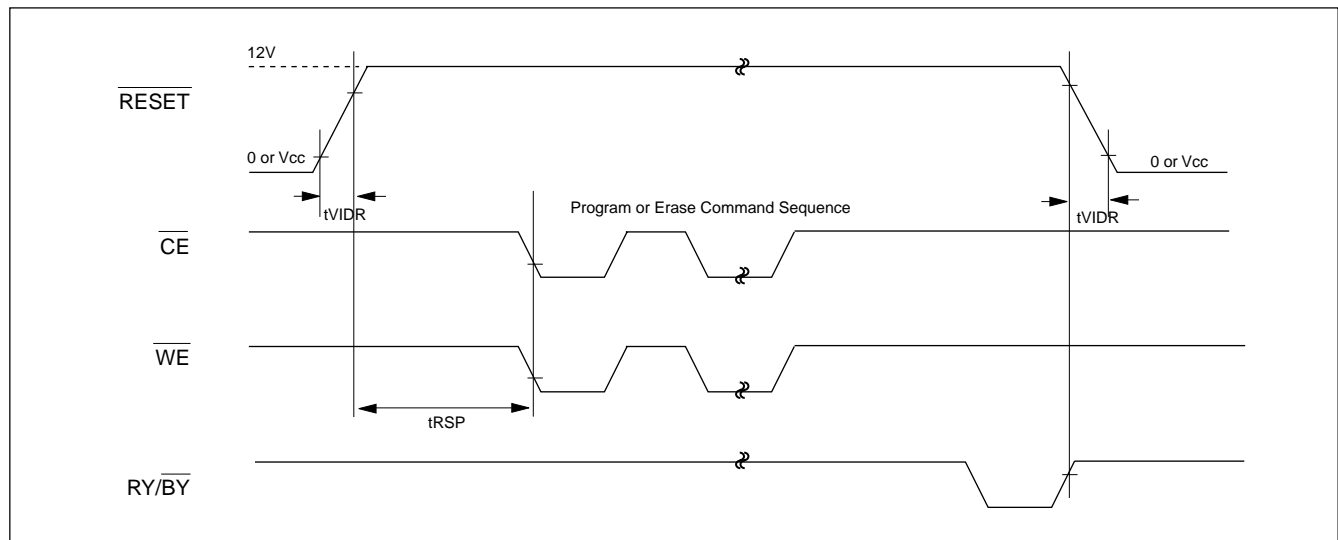 12V
RESET
0 or Vcc
0 or Vcc
tVIDR
Program or Erase Command Sequence
tVIDR
CE
WE
tRSP
RY/BY